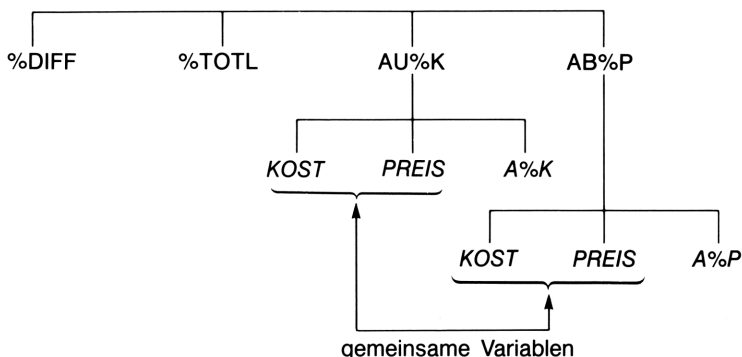 %DIFF %TOTL AU%K AB%P
KOST PREIS A%K
KOST PREIS A%P
gemeinsame Variablen